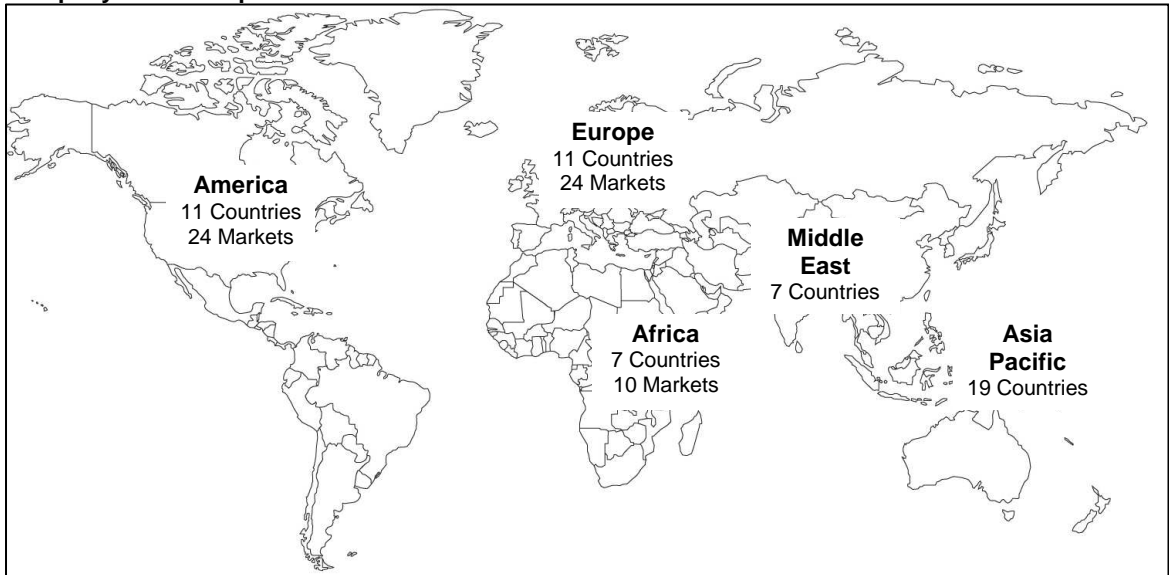 America
11 Countries
24 Markets
Europe
11 Countries
24 Markets
Middle
East
7 Countries
Africa
7 Countries
10 Markets
Asia
Pacific
19 Countries